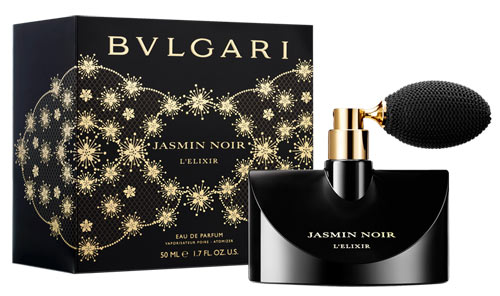 BVLGARI
JASMIN NOIR
L'ELIXIR
EAU DE PARFUM
VAPORISATEUR POIRE - ATOMIZER
50 ML ℮ 1.7 FL. OZ. U.S.
JASMIN NOIR
L'ELIXIR